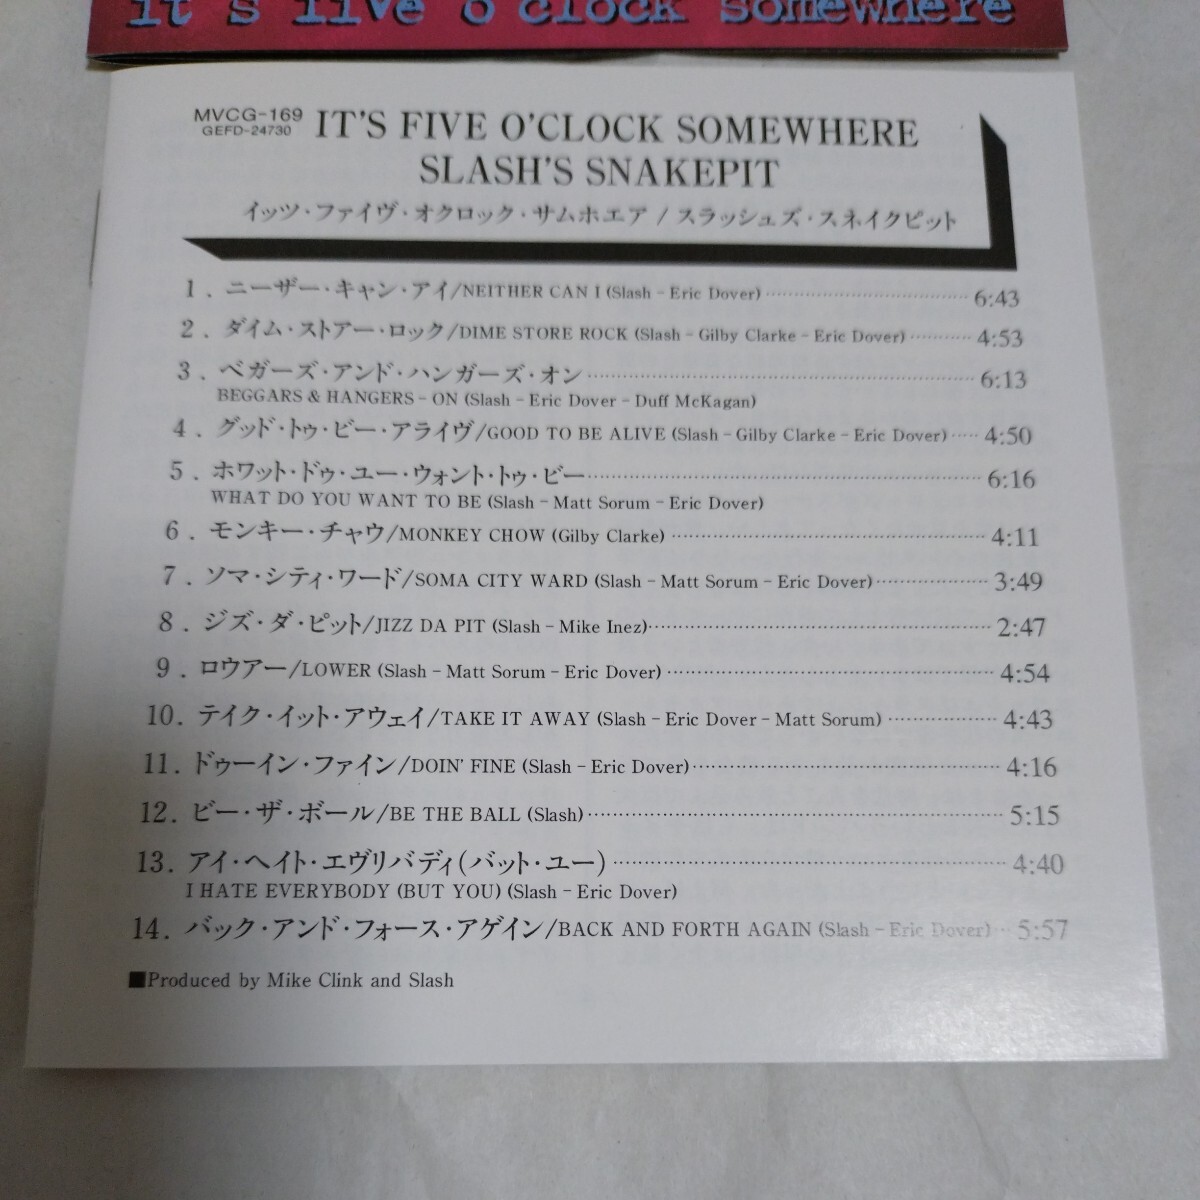 it's five o'clock somewhere
MVCG-169
GEFD-24730
IT'S FIVE O'CLOCK SOMEWHERE
SLASH'S SNAKEPIT
イッツ・ファイヴ・オクロック・サムホエア / スラッシュズ・スネイクピット
1. ニーザー・キャン・アイ/NEITHER CAN I (Slash – Eric Dover) 6:43
2. ダイム・ストアー・ロック/DIME STORE ROCK (Slash – Gilby Clarke – Eric Dover) 4:53
3. ベガーズ・アンド・ハンガーズ・オン 6:13
BEGGARS & HANGERS – ON (Slash – Eric Dover – Duff McKagan)
4. グッド・トゥ・ビー・アライヴ/GOOD TO BE ALIVE (Slash – Gilby Clarke – Eric Dover) 4:50
5. ホワット・ドゥ・ユー・ウォント・トゥ・ビー 6:16
WHAT DO YOU WANT TO BE (Slash – Matt Sorum – Eric Dover)
6. モンキー・チャウ/MONKEY CHOW (Gilby Clarke) 4:11
7. ソマ・シティ・ワード/SOMA CITY WARD (Slash – Matt Sorum – Eric Dover) 3:49
8. ジズ・ダ・ピット/JIZZ DA PIT (Slash – Mike Inez) 2:47
9. ロウアー/LOWER (Slash – Matt Sorum – Eric Dover) 4:54
10. テイク・イット・アウェイ/TAKE IT AWAY (Slash – Eric Dover – Matt Sorum) 4:43
11. ドゥーイン・ファイン/DOIN' FINE (Slash – Eric Dover) 4:16
12. ビー・ザ・ボール/BE THE BALL (Slash) 5:15
13. アイ・ヘイト・エヴリバディ(バット・ユー) 4:40
I HATE EVERYBODY (BUT YOU) (Slash – Eric Dover)
14. バック・アンド・フォース・アゲイン/BACK AND FORTH AGAIN (Slash – Eric Dover) 5:57
■Produced by Mike Clink and Slash